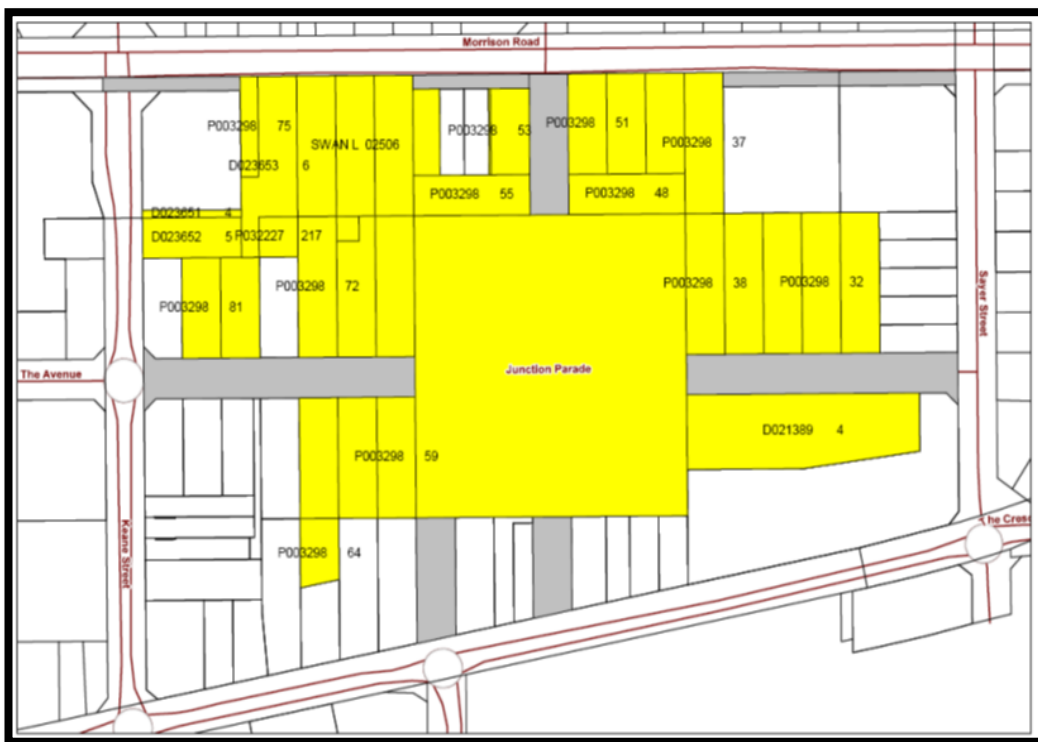 Morrison Road
P003298 75
SWAN L 02506
P003298 53
P003298 51
P003298 37
D023653 6
P003298 55
P003298 48
D023651 4
D023652 5
P032227 217
P003298 72
P003298 38
P003298 32
P003298 81
Sayer Street
The Avenue
Junction Parade
D021389 4
P003298 59
Keane Street
P003298 64
The Cresc